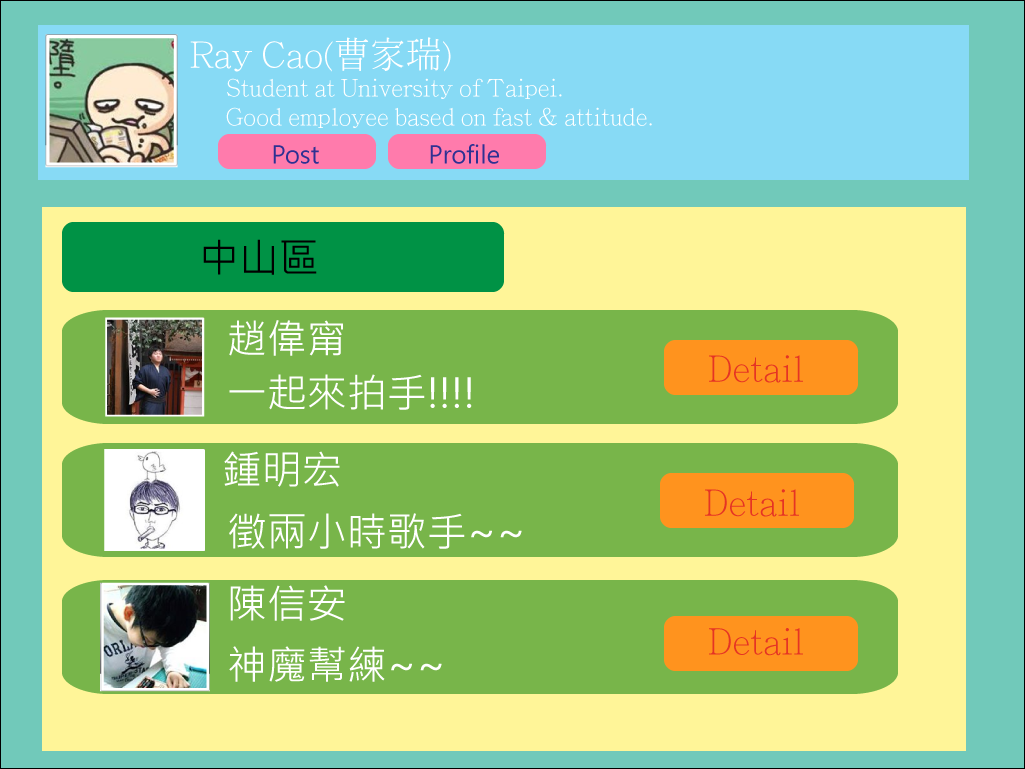 墮
Ray Cao(曹家瑞)
Student at University of Taipei.
Good employee based on fast & attitude.
Post
Profile
中山區
趙偉甯
一起來拍手!!!!
Detail
鍾明宏
徵兩小時歌手~~
Detail
陳信安
神魔幫練~~
Detail